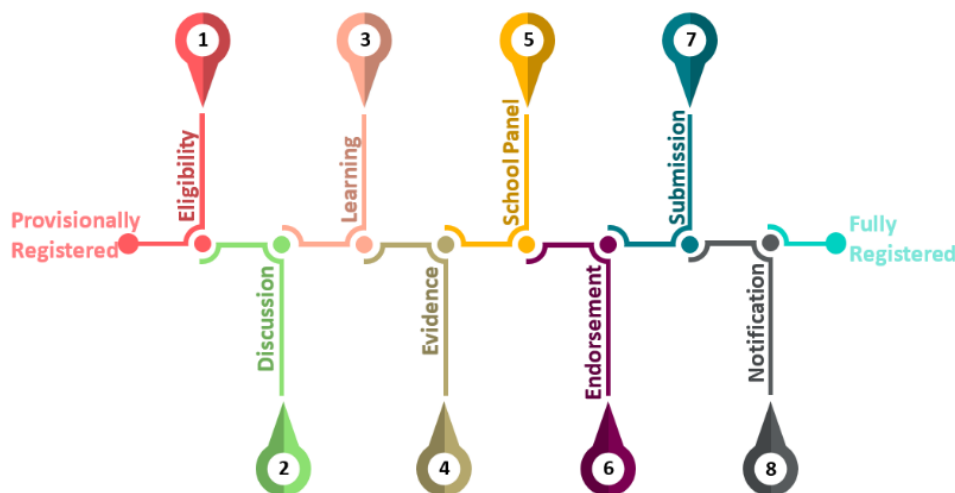 Provisionally
Registered
1
Eligibility
2
Discussion
3
Learning
4
Evidence
5
School Panel
6
Endorsement
7
Submission
8
Notification
Fully
Registered